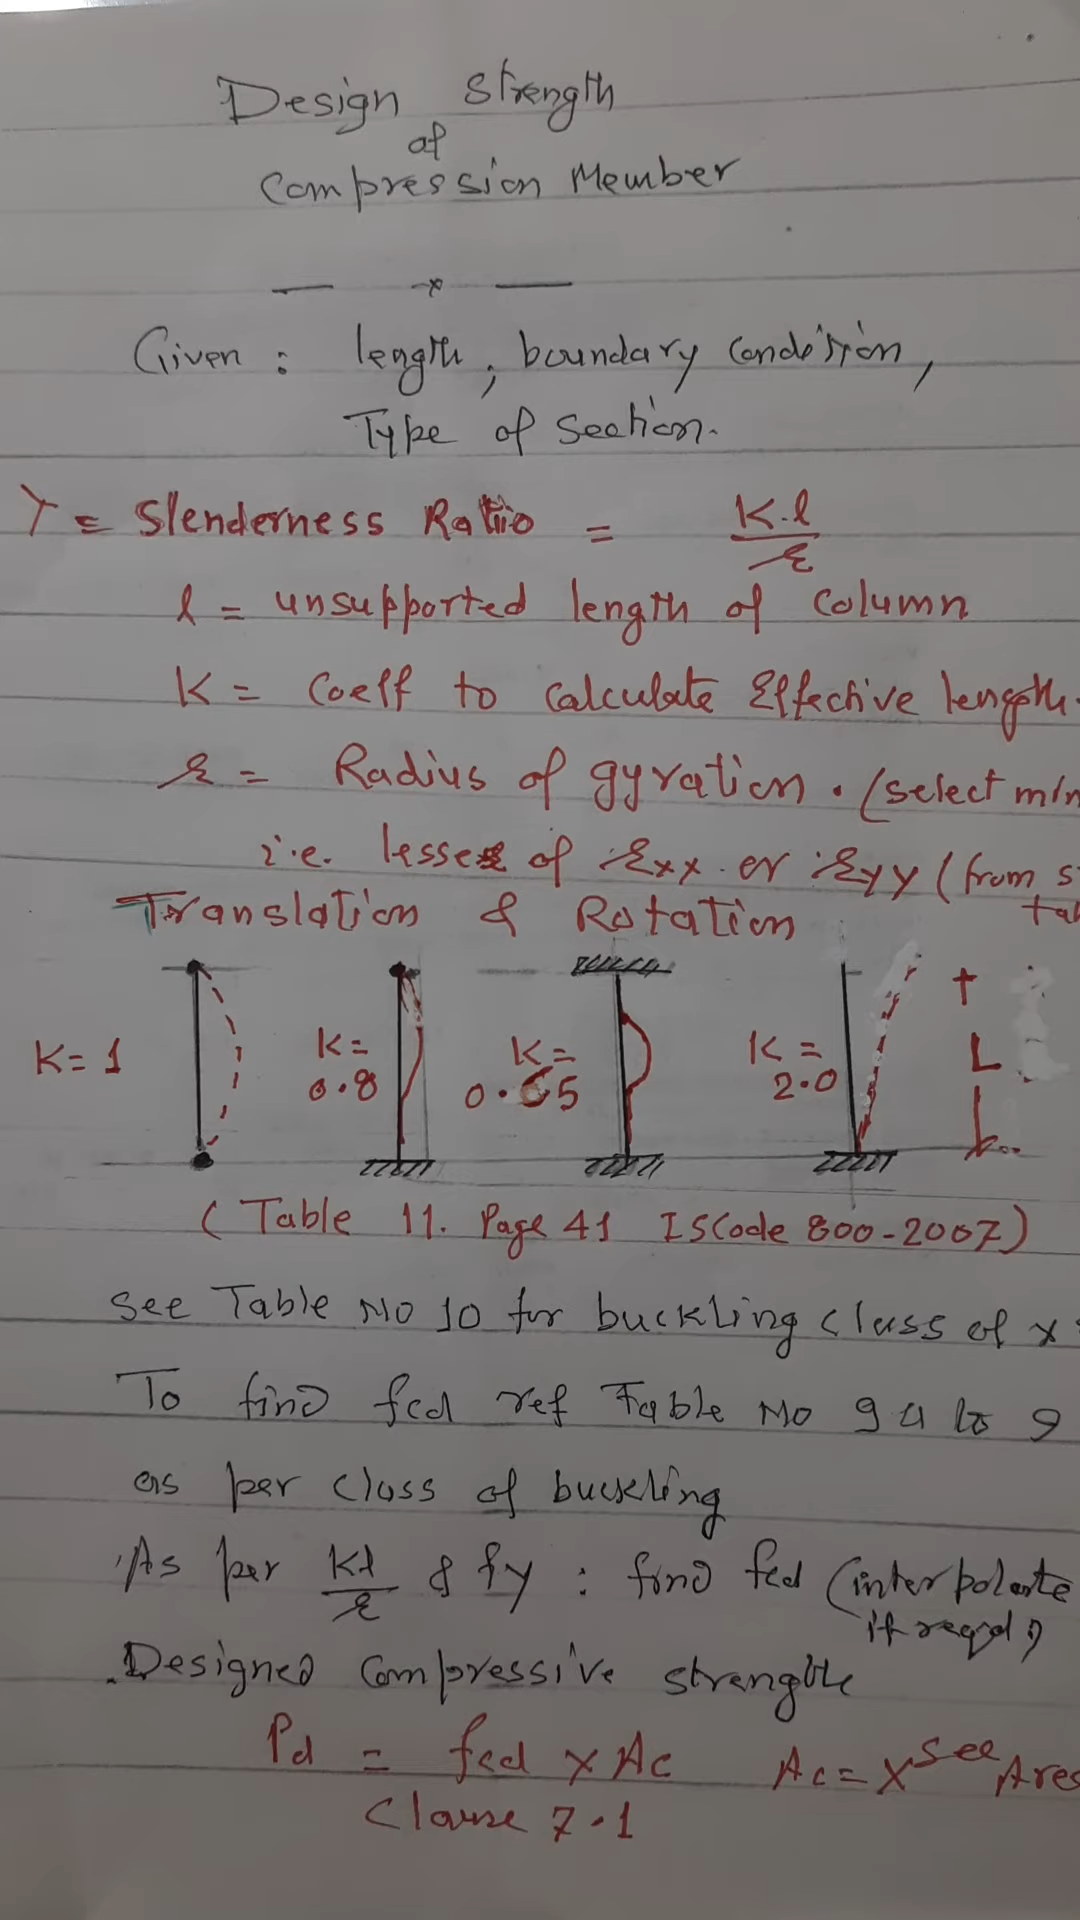 Design Strength
of
Compression Member
— x —
Given : length, boundary Condition,
Type of Section.
λ = Slenderness Ratio = K.l/r
l = unsupported length of Column
K = Coeff to Calculate Effective length.
r = Radius of gyration. (select min
i.e. lesser of rxx or ryy (from s
tab
Translation & Rotation
K = 1
K = 0.8
K = 0.65
K = 2.0
(Table 11. Page 41 IS Code 800-2007)
See Table No 10 for buckling class of x
To find fcd ref Table No 9 a to 9
as per class of buckling
As per Kl/r & fy : find fcd (interpolate
if reqd.)
Designed Compressive strength
Pd = fcd x Ac Ac = x sec Area
Clause 7.1